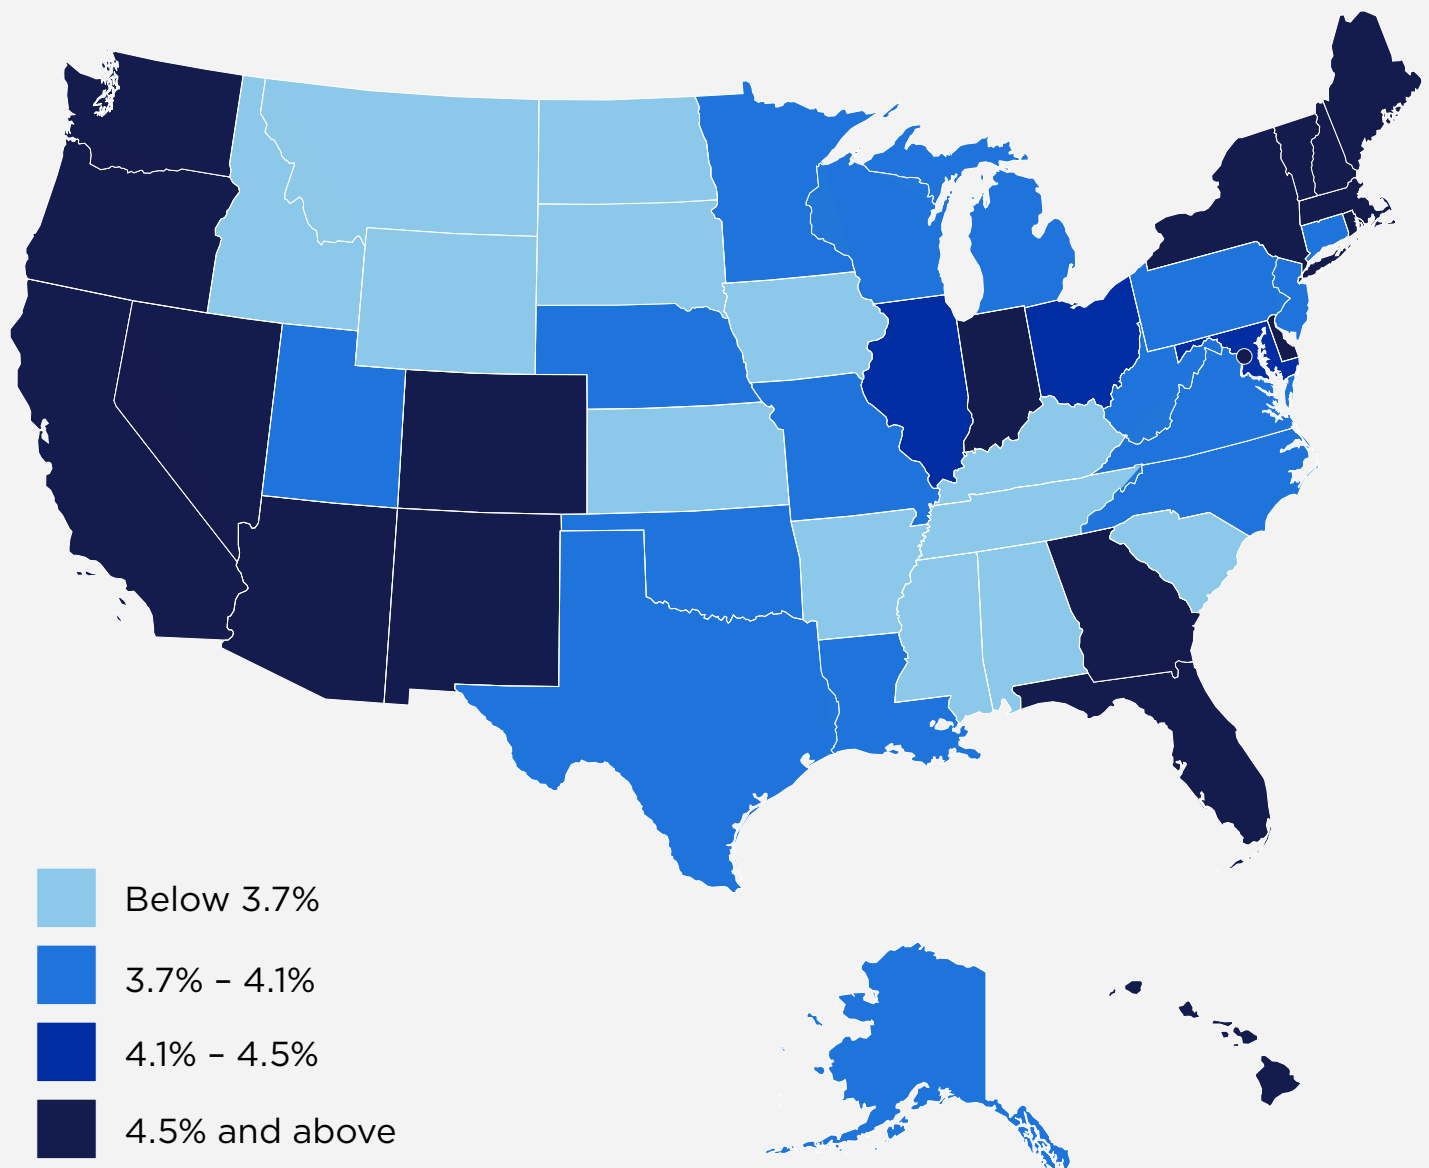 Below 3.7%
3.7% – 4.1%
4.1% – 4.5%
4.5% and above